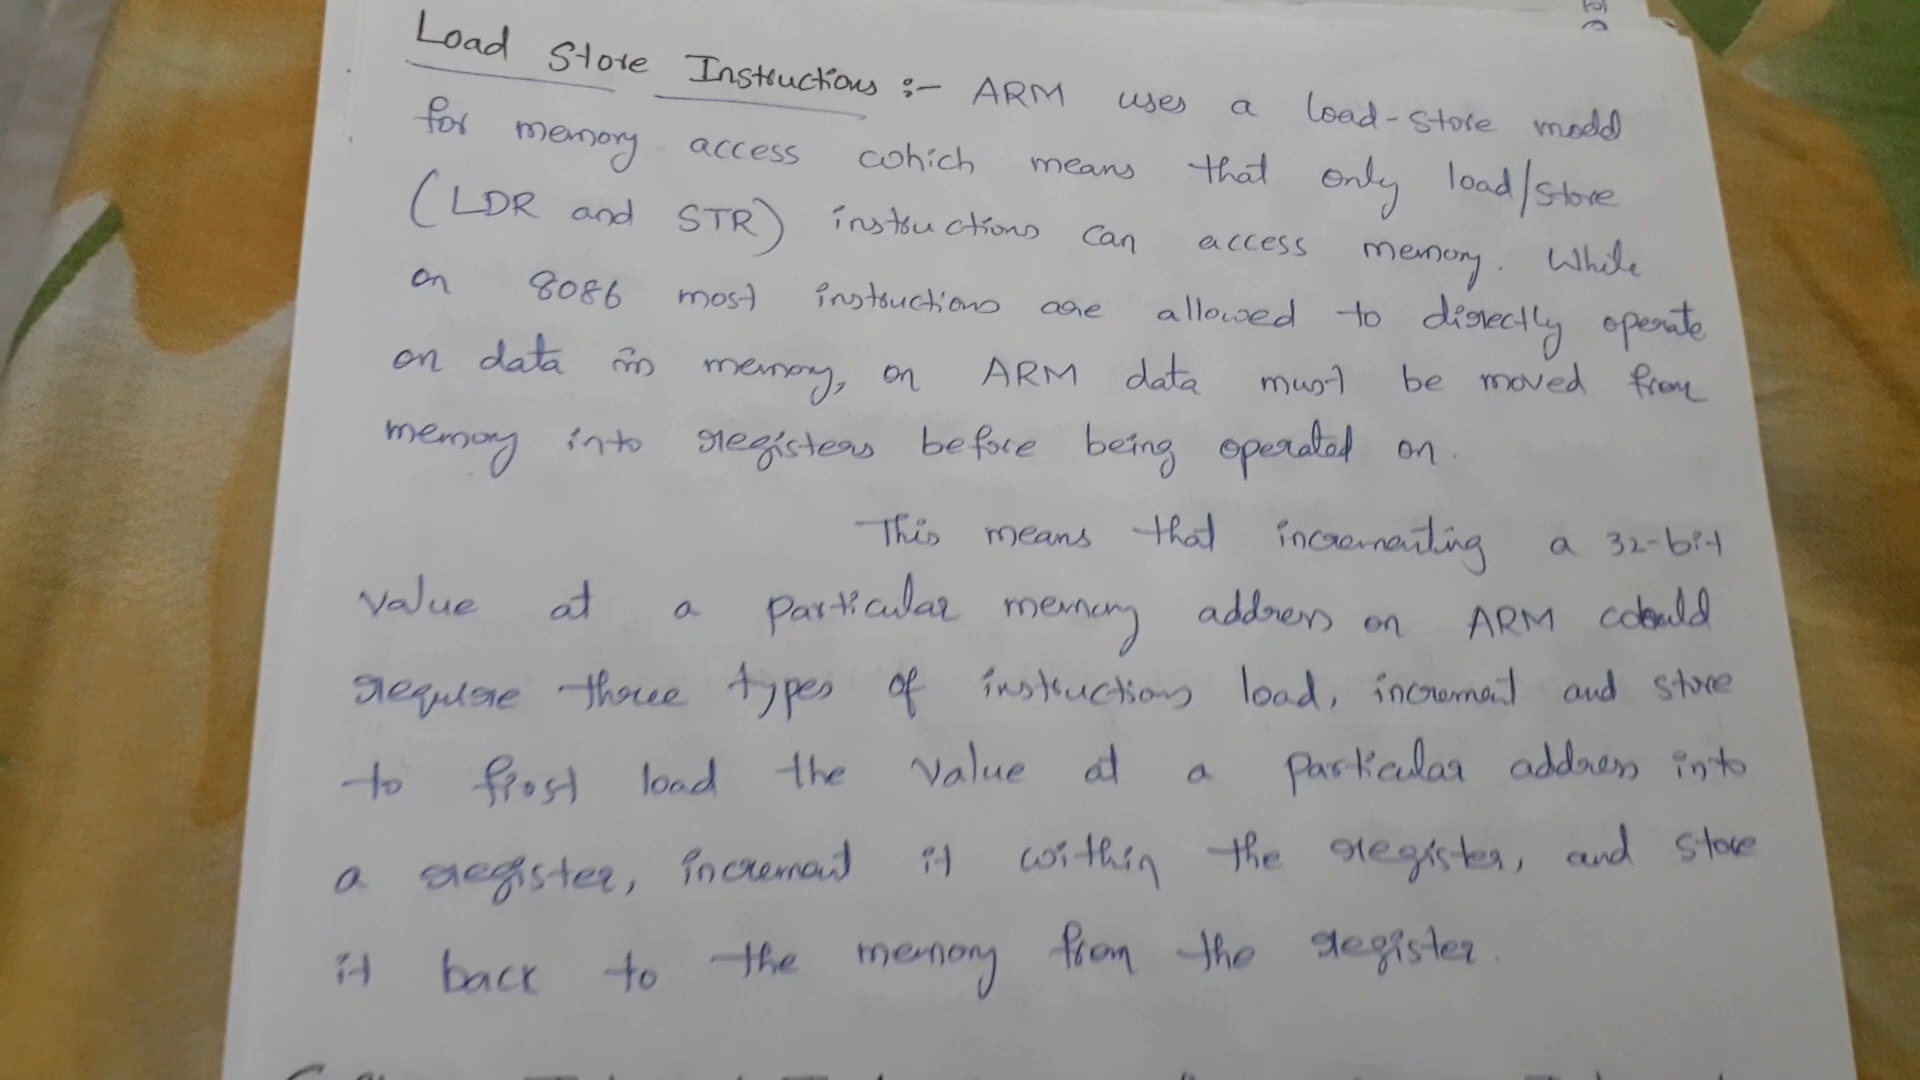 Load Store Instructions :- ARM uses a load-store model
for memory access which means that only load/store
(LDR and STR) instructions can access memory. While
on 8086 most instructions are allowed to directly operate
on data in memory, on ARM data must be moved from
memory into registers before being operated on.
This means that incrementing a 32-bit
value at a particular memory address on ARM could
require three types of instructions load, increment and store
to first load the value at a particular address into
a register, increment it within the register, and store
it back to the memory from the register.